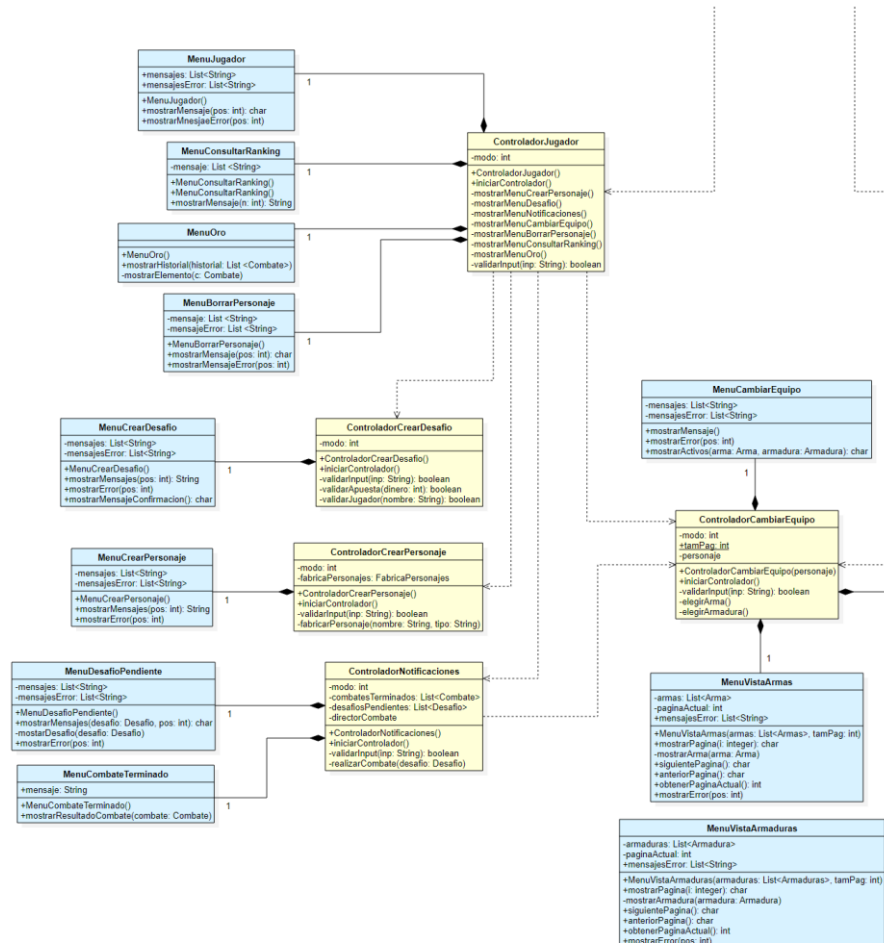 MenuJugador
+mensajes: List<String>
+mensajesError: List<String>
+MenuJugador()
+mostrarMensaje(pos: int): char
+mostrarMnesjaeError(pos: int)
1
ControladorJugador
-modo: int
+ControladorJugador()
+iniciarControlador()
-mostrarMenuCrearPersonaje()
-mostrarMenuDesafio()
-mostrarMenuNotificaciones()
-mostrarMenuCambiarEquipo()
-mostrarMenuBorrarPersonaje()
-mostrarMenuConsultarRanking()
-mostrarMenuOro()
-validarInput(inp: String): boolean
MenuConsultarRanking
-mensaje: List <String>
+MenuConsultarRanking()
+MenuConsultarRanking()
+mostrarMensaje(n: int): String
1
MenuOro
+MenuOro()
+mostrarHistorial(historial: List <Combate>)
-mostrarElemento(c: Combate)
1
MenuBorrarPersonaje
-mensaje: List <String>
-mensajeError: List <String>
+MenuBorrarPersonaje()
+mostrarMensaje(pos: int): char
+mostrarMensajeError(pos: int)
1
MenuCambiarEquipo
-mensajes: List<String>
-mensajesError: List<String>
+mostrarMensaje()
+mostrarError(pos: int)
+mostrarActivos(arma: Arma, armadura: Armadura): char
1
MenuCrearDesafio
-mensajes: List<String>
-mensajesError: List<String>
+MenuCrearDesafio()
+mostrarMensajes(pos: int): String
+mostrarError(pos: int)
+mostrarMensajeConfirmacion(): char
1
ControladorCrearDesafio
-modo: int
+ControladorCrearDesafio()
+iniciarControlador()
-validarInput(inp: String): boolean
-validarApuesta(dinero: int): boolean
-validarJugador(nombre: String): boolean
ControladorCambiarEquipo
-modo: int
+tamPag: int
-personaje
+ControladorCambiarEquipo(personaje)
+iniciarControlador()
-validarInput(inp: String): boolean
-elegirArma()
-elegirArmadura()
MenuCrearPersonaje
-mensajes: List<String>
-mensajesError: List<String>
+MenuCrearPersonaje()
+mostrarMensajes(pos: int): String
+mostrarError(pos: int)
1
ControladorCrearPersonaje
-modo: int
-fabricaPersonajes: FabricaPersonajes
+ControladorCrearPersonaje()
+iniciarControlador()
-validarInput(inp: String): boolean
-fabricarPersonaje(nombre: String, tipo: String)
MenuDesafioPendiente
-mensajes: List<String>
-mensajesError: List<String>
+MenuDesafioPendiente()
+mostrarMensajes(desafio: Desafio, pos: int): char
-mostarDesafio(desafio: Desafio)
+mostrarError(pos: int)
1
ControladorNotificaciones
-modo: int
-combatesTerminados: List<Combate>
-desafiosPendientes: List<Desafio>
-directorCombate
+ControladorNotificaciones()
+iniciarControlador()
-validarInput(inp: String): boolean
-realizarCombate(desafio: Desafio)
1
MenuVistaArmas
-armas: List<Arma>
-paginaActual: int
+mensajesError: List<String>
+MenuVistaArmas(armas: List<Armas>, tamPag: int)
+mostrarPagina(i: integer): char
-mostrarArma(arma: Arma)
+siguientePagina(): char
+anteriorPagina(): char
+obtenerPaginaActual(): int
+mostrarError(pos: int)
MenuCombateTerminado
+mensaje: String
+MenuCombateTerminado()
+mostrarResultadoCombate(combate: Combate)
1
MenuVistaArmaduras
-armaduras: List<Armadura>
-paginaActual: int
+mensajesError: List<String>
+MenuVistaArmaduras(armaduras: List<Armaduras>, tamPag: int)
+mostrarPagina(i: integer): char
-mostrarArmadura(armadura: Armadura)
+siguientePagina(): char
+anteriorPagina(): char
+obtenerPaginaActual(): int
+mostrarError(pos: int)